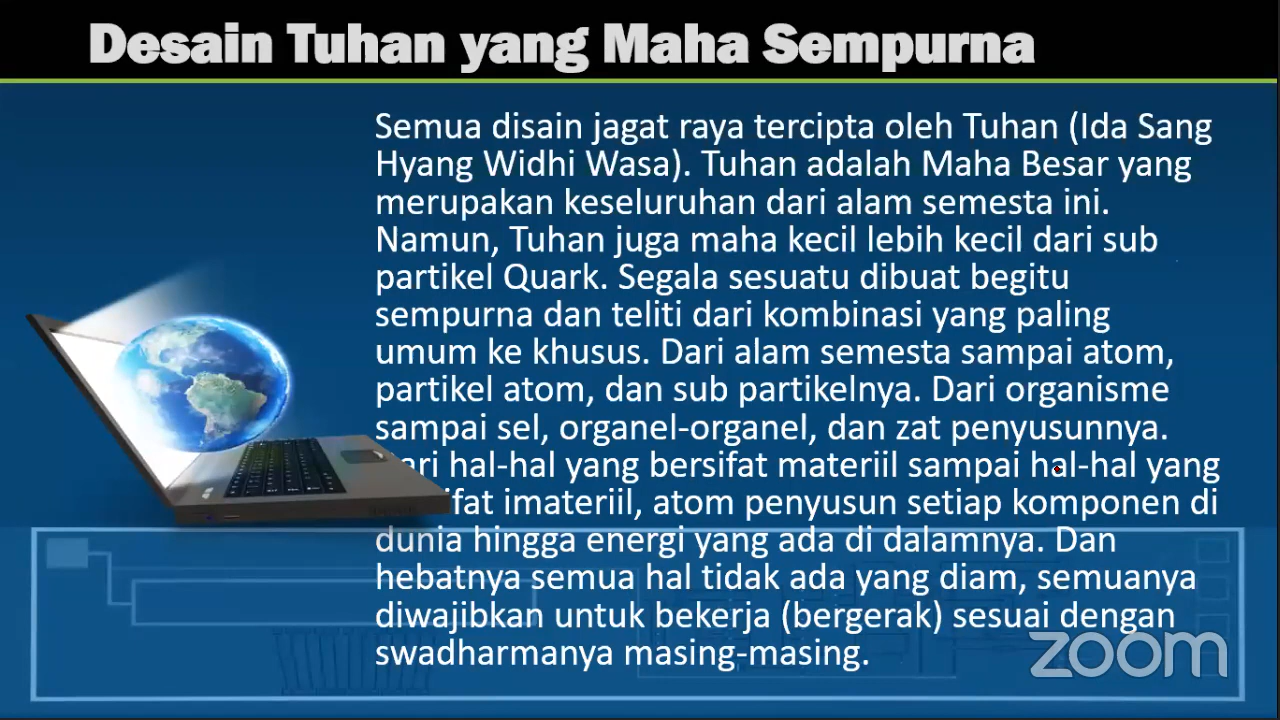 Desain Tuhan yang Maha Sempurna
Semua disain jagat raya tercipta oleh Tuhan (Ida Sang
Hyang Widhi Wasa). Tuhan adalah Maha Besar yang
merupakan keseluruhan dari alam semesta ini.
Namun, Tuhan juga maha kecil lebih kecil dari sub
partikel Quark. Segala sesuatu dibuat begitu
sempurna dan teliti dari kombinasi yang paling
umum ke khusus. Dari alam semesta sampai atom,
partikel atom, dan sub partikelnya. Dari organisme
sampai sel, organel-organel, dan zat penyusunnya.
hal-hal yang bersifat materiil sampai hal-hal yang
imateriil, atom penyusun setiap komponen di
dunia hingga energi yang ada di dalamnya. Dan
hebatnya semua hal tidak ada yang diam, semuanya
diwajibkan untuk bekerja (bergerak) sesuai dengan
swadharmanya masing-masing.
zoom